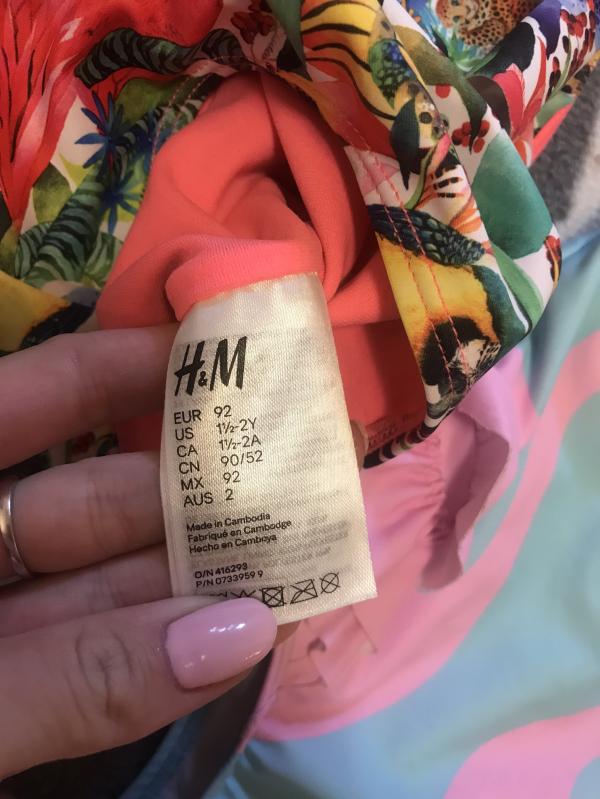 H&M
EUR 92
US 1½-2Y
CA 1½-2A
CN 90/52
MX 92
AUS 2
Made in Cambodia
Fabriqué en Cambodge
Hecho en Camboya
O/N 416293
P/N 0733959 9